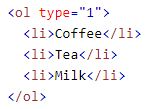 <ol type="1">
  <li>Coffee</li>
  <li>Tea</li>
  <li>Milk</li>
</ol>